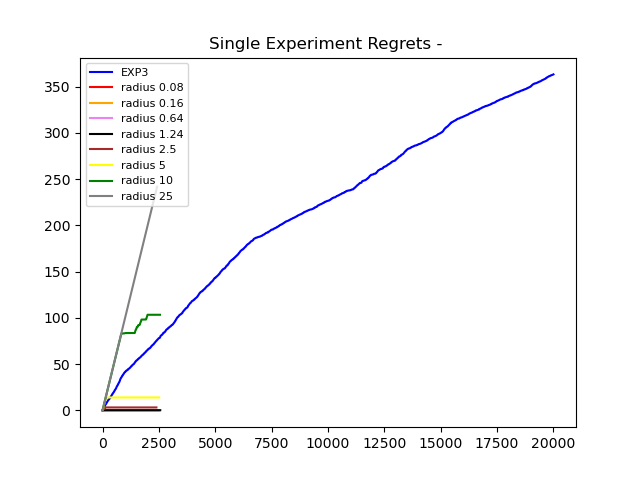 Single Experiment Regrets -
EXP3
radius 0.08
radius 0.16
radius 0.64
radius 1.24
radius 2.5
radius 5
radius 10
radius 25
350
300
250
200
150
100
50
0
0 2500 5000 7500 10000 12500 15000 17500 20000